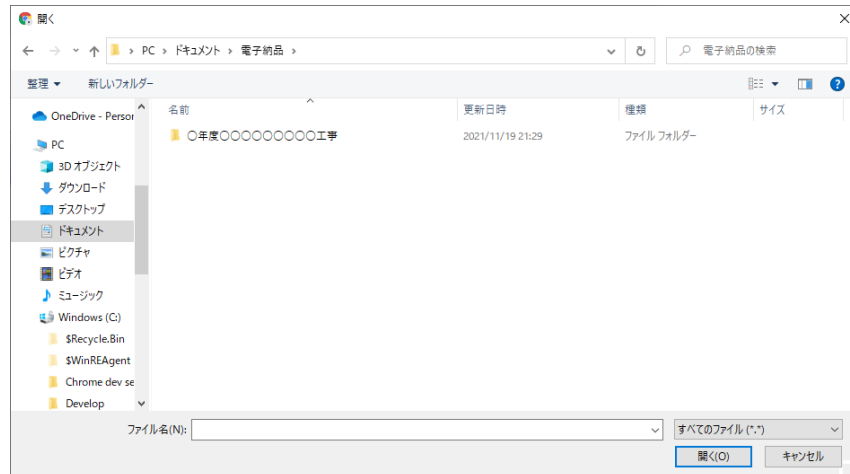 開く
PC › ドキュメント › 電子納品 ›
電子納品の検索
整理 新しいフォルダー
名前 更新日時 種類 サイズ
OneDrive - Persor
PC
3D オブジェクト
ダウンロード
デスクトップ
ドキュメント
ピクチャ
ビデオ
ミュージック
Windows (C:)
$Recycle.Bin
$WinREAgent
Chrome dev se
Develop
〇年度〇〇〇〇〇〇〇〇〇工事 2021/11/19 21:29 ファイル フォルダー
ファイル名(N):
すべてのファイル (*.*)
開く(O) キャンセル